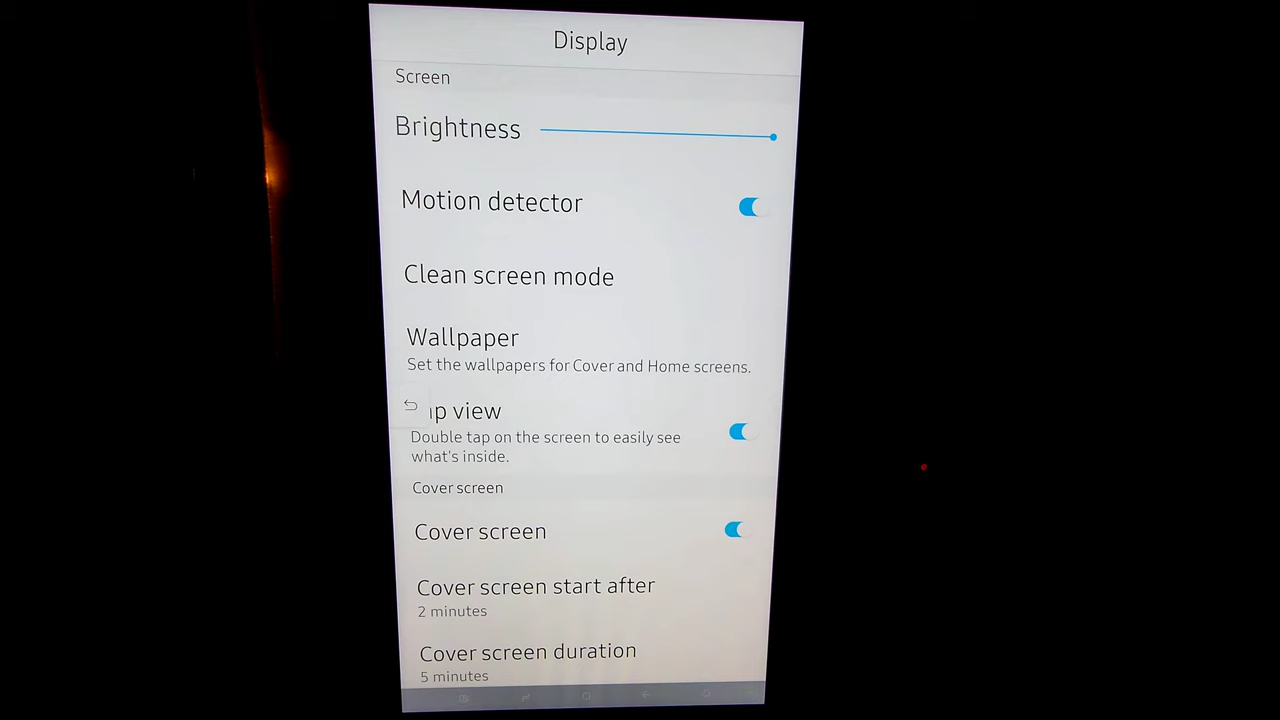 Display
Screen
Brightness
Motion detector
Clean screen mode
Wallpaper
Set the wallpapers for Cover and Home screens.
view
Double tap on the screen to easily see
what's inside.
Cover screen
Cover screen
Cover screen start after
2 minutes
Cover screen duration
5 minutes